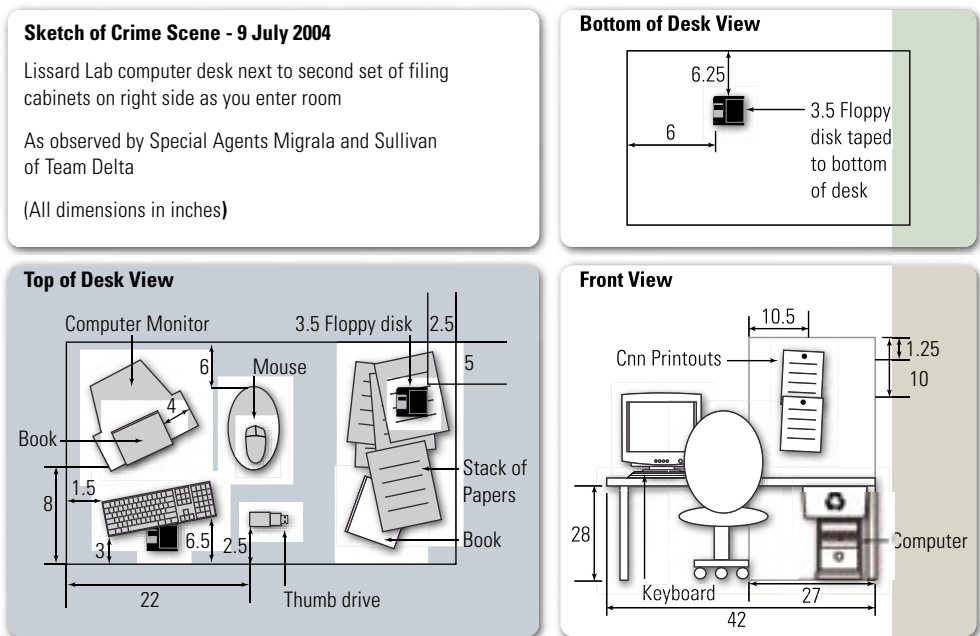 Sketch of Crime Scene - 9 July 2004
Lissard Lab computer desk next to second set of filing
cabinets on right side as you enter room
As observed by Special Agents Migrala and Sullivan
of Team Delta
(All dimensions in inches)
Bottom of Desk View
6.25
6
3.5 Floppy
disk taped
to bottom
of desk
Top of Desk View
Computer Monitor
3.5 Floppy disk
2.5
6
Mouse
5
4
Book
Stack of
Papers
1.5
8
Book
3
6.5
2.5
22
Thumb drive
Front View
10.5
Cnn Printouts
1.25
10
28
Computer
Keyboard
27
42